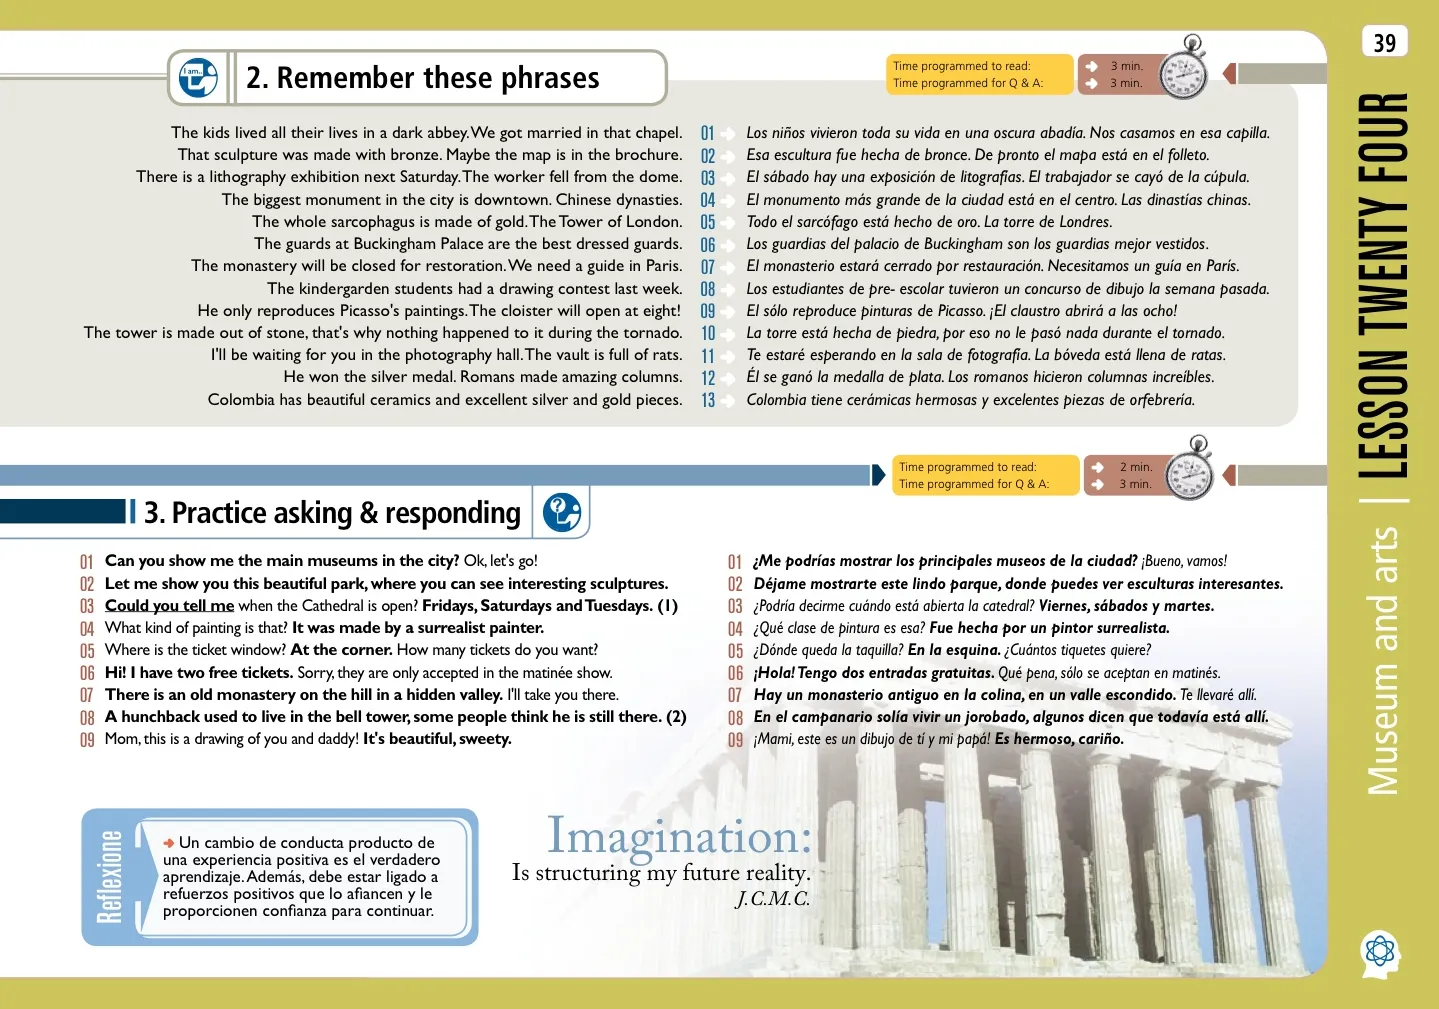 39
I am...
2. Remember these phrases
Time programmed to read: 3 min.
Time programmed for Q & A: 3 min.
The kids lived all their lives in a dark abbey. We got married in that chapel. 01 Los niños vivieron toda su vida en una oscura abadía. Nos casamos en esa capilla.
That sculpture was made with bronze. Maybe the map is in the brochure. 02 Esa escultura fue hecha de bronce. De pronto el mapa está en el folleto.
There is a lithography exhibition next Saturday. The worker fell from the dome. 03 El sábado hay una exposición de litografías. El trabajador se cayó de la cúpula.
The biggest monument in the city is downtown. Chinese dynasties. 04 El monumento más grande de la ciudad está en el centro. Las dinastías chinas.
The whole sarcophagus is made of gold. The Tower of London. 05 Todo el sarcófago está hecho de oro. La torre de Londres.
The guards at Buckingham Palace are the best dressed guards. 06 Los guardias del palacio de Buckingham son los guardias mejor vestidos.
The monastery will be closed for restoration. We need a guide in Paris. 07 El monasterio estará cerrado por restauración. Necesitamos un guía en París.
The kindergarden students had a drawing contest last week. 08 Los estudiantes de pre- escolar tuvieron un concurso de dibujo la semana pasada.
He only reproduces Picasso's paintings. The cloister will open at eight! 09 El sólo reproduce pinturas de Picasso. ¡El claustro abrirá a las ocho!
The tower is made out of stone, that's why nothing happened to it during the tornado. 10 La torre está hecha de piedra, por eso no le pasó nada durante el tornado.
I'll be waiting for you in the photography hall. The vault is full of rats. 11 Te estaré esperando en la sala de fotografía. La bóveda está llena de ratas.
He won the silver medal. Romans made amazing columns. 12 Él se ganó la medalla de plata. Los romanos hicieron columnas increíbles.
Colombia has beautiful ceramics and excellent silver and gold pieces. 13 Colombia tiene cerámicas hermosas y excelentes piezas de orfebrería.
Time programmed to read: 2 min.
Time programmed for Q & A: 3 min.
3. Practice asking & responding
?
01 Can you show me the main museums in the city? Ok, let's go!
02 Let me show you this beautiful park, where you can see interesting sculptures.
03 Could you tell me when the Cathedral is open? Fridays, Saturdays and Tuesdays. (1)
04 What kind of painting is that? It was made by a surrealist painter.
05 Where is the ticket window? At the corner. How many tickets do you want?
06 Hi! I have two free tickets. Sorry, they are only accepted in the matinée show.
07 There is an old monastery on the hill in a hidden valley. I'll take you there.
08 A hunchback used to live in the bell tower, some people think he is still there. (2)
09 Mom, this is a drawing of you and daddy! It's beautiful, sweety.
01 ¿Me podrías mostrar los principales museos de la ciudad? ¡Bueno, vamos!
02 Déjame mostrarte este lindo parque, donde puedes ver esculturas interesantes.
03 ¿Podría decirme cuándo está abierta la catedral? Viernes, sábados y martes.
04 ¿Qué clase de pintura es esa? Fue hecha por un pintor surrealista.
05 ¿Dónde queda la taquilla? En la esquina. ¿Cuántos tiquetes quiere?
06 ¡Hola! Tengo dos entradas gratuitas. Qué pena, sólo se aceptan en matinés.
07 Hay un monasterio antiguo en la colina, en un valle escondido. Te llevaré allí.
08 En el campanario solía vivir un jorobado, algunos dicen que todavía está allí.
09 ¡Mami, este es un dibujo de tí y mi papá! Es hermoso, cariño.
Reflexione
Un cambio de conducta producto de
una experiencia positiva es el verdadero
aprendizaje. Además, debe estar ligado a
refuerzos positivos que lo afiancen y le
proporcionen confianza para continuar.
Imagination:
Is structuring my future reality.
J.C.M.C.
Museum and arts | LESSON TWENTY FOUR